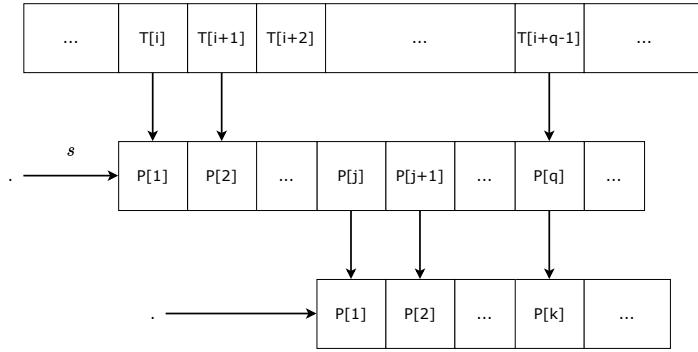 ... T[i] T[i+1] T[i+2] ... T[i+q-1] ...
s
. P[1] P[2] ... P[j] P[j+1] ... P[q] ...
. P[1] P[2] ... P[k] ...